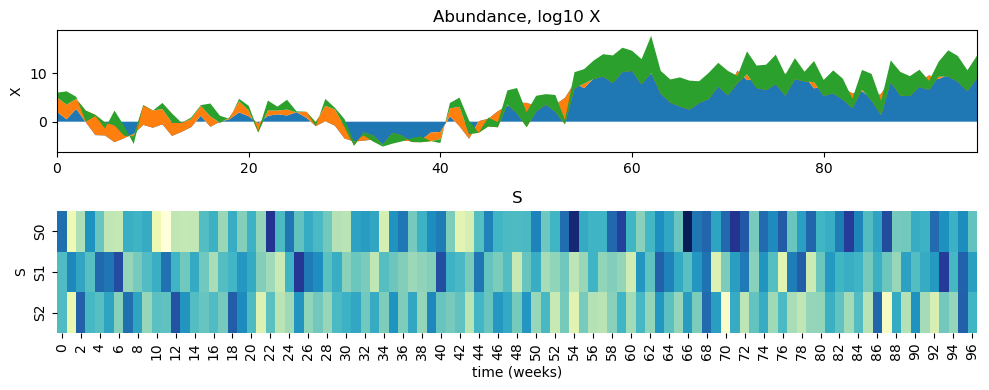 Abundance, log10 X
X
10
0
0 20 40 60 80
S
S
S0
S1
S2
0 2 4 6 8 10 12 14 16 18 20 22 24 26 28 30 32 34 36 38 40 42 44 46 48 50 52 54 56 58 60 62 64 66 68 70 72 74 76 78 80 82 84 86 88 90 92 94 96
time (weeks)